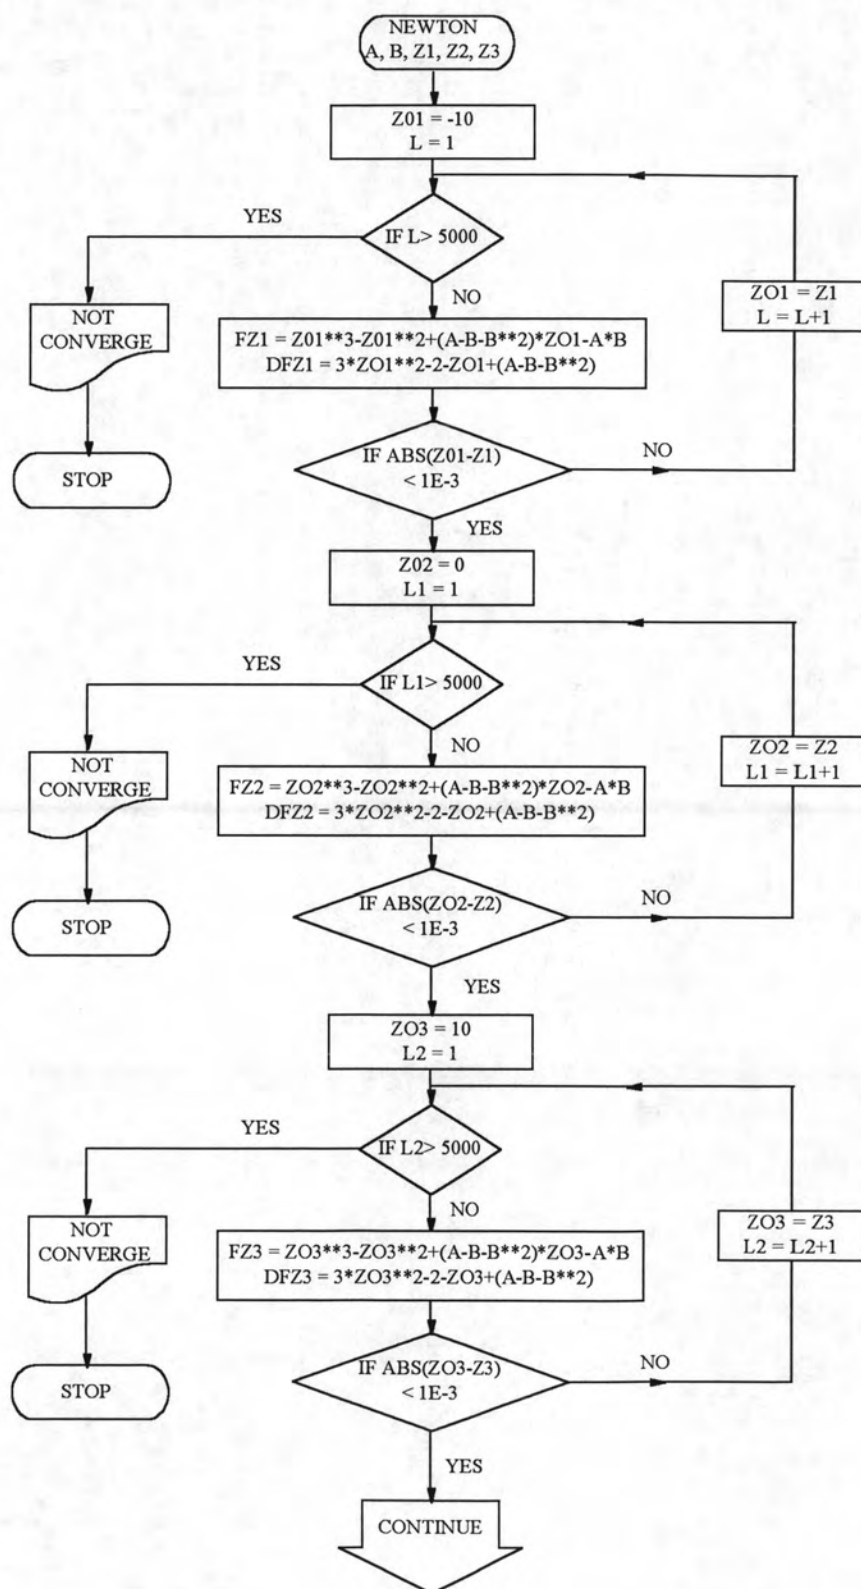 NEWTON
A, B, Z1, Z2, Z3
Z01 = -10
L = 1
YES
IF L> 5000
NO
NOT
CONVERGE
STOP
ZO1 = Z1
L = L+1
FZ1 = Z01**3-Z01**2+(A-B-B**2)*ZO1-A*B
DFZ1 = 3*ZO1**2-2-ZO1+(A-B-B**2)
IF ABS(Z01-Z1)
< 1E-3
NO
YES
Z02 = 0
L1 = 1
YES
IF L1> 5000
NO
NOT
CONVERGE
STOP
ZO2 = Z2
L1 = L1+1
FZ2 = ZO2**3-ZO2**2+(A-B-B**2)*ZO2-A*B
DFZ2 = 3*ZO2**2-2-ZO2+(A-B-B**2)
IF ABS(ZO2-Z2)
< 1E-3
NO
YES
ZO3 = 10
L2 = 1
YES
IF L2> 5000
NO
NOT
CONVERGE
STOP
ZO3 = Z3
L2 = L2+1
FZ3 = ZO3**3-ZO3**2+(A-B-B**2)*ZO3-A*B
DFZ3 = 3*ZO3**2-2-ZO3+(A-B-B**2)
IF ABS(ZO3-Z3)
< 1E-3
NO
YES
CONTINUE